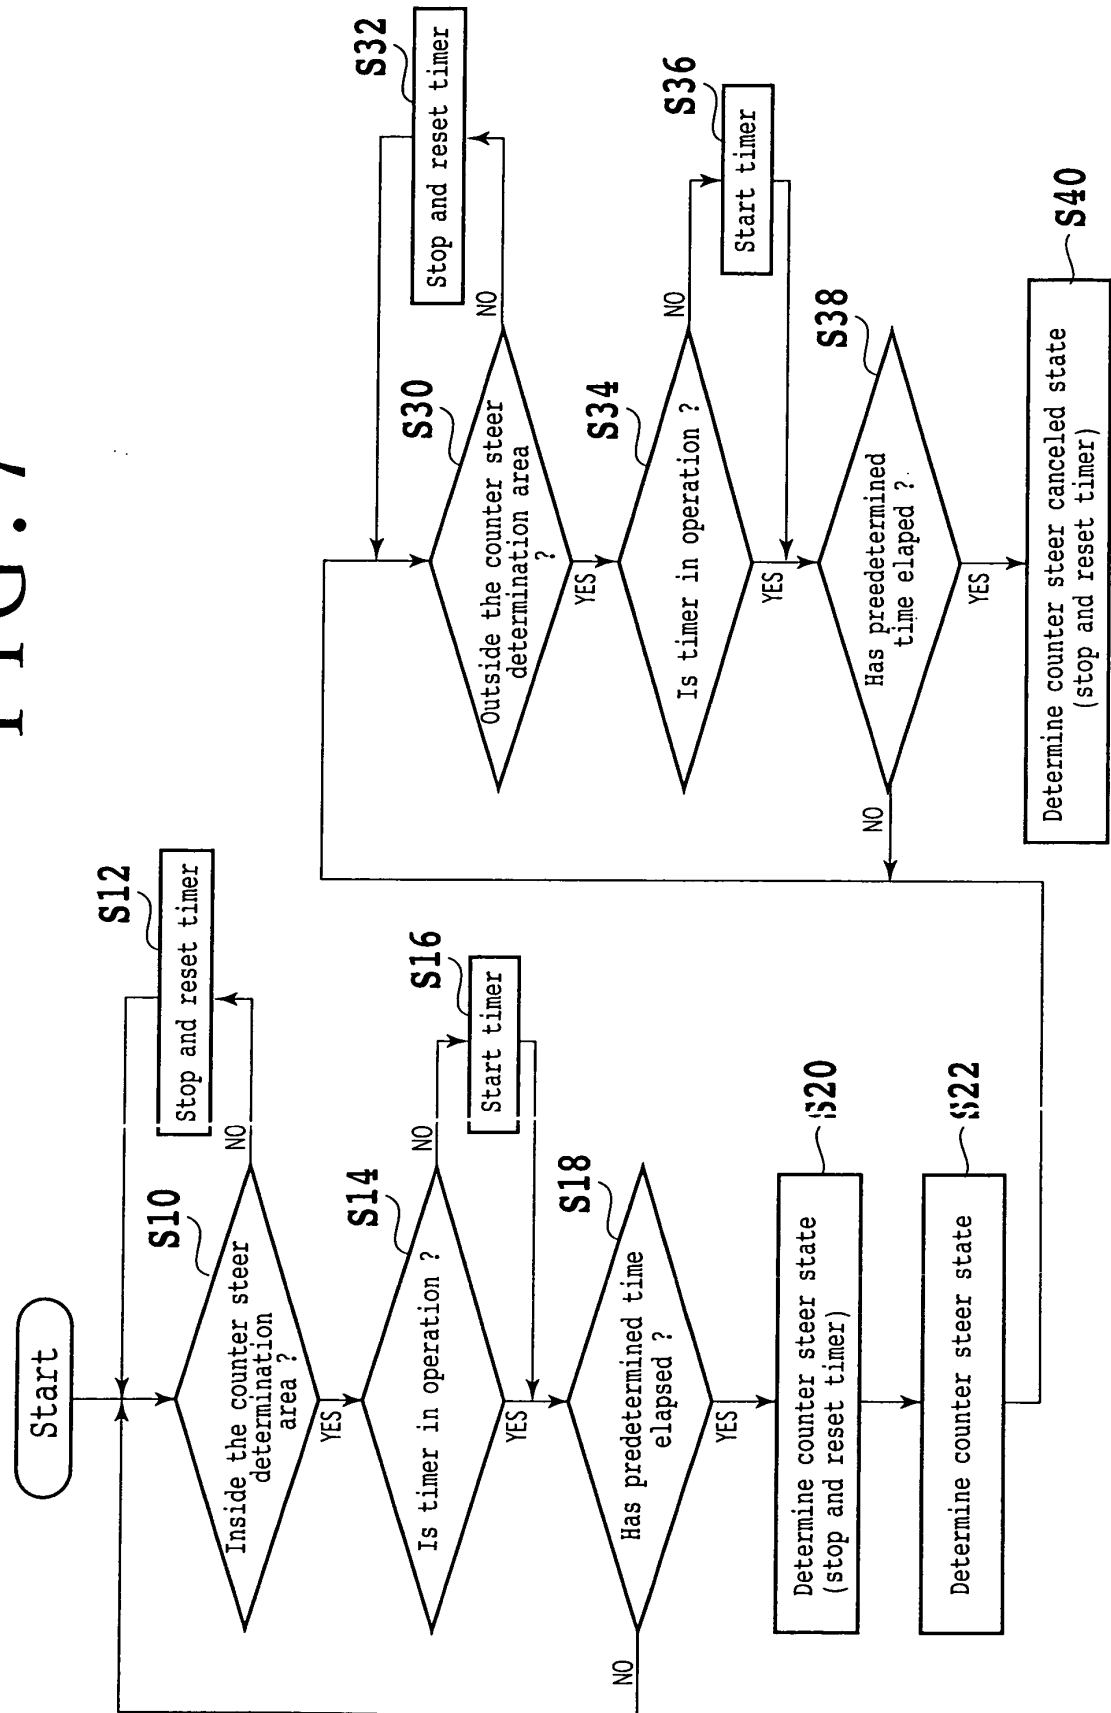 FIG. 7
Start
S10
Inside the counter steer
determination
area ?
NO
YES
S12
Stop and reset timer
S14
Is timer in operation ?
NO
YES
S16
Start timer
S18
Has predetermined time
elapsed ?
NO
YES
S20
Determine counter steer state
(stop and reset timer)
S22
Determine counter steer state
S30
Outside the counter steer
determination area
?
NO
YES
S32
Stop and reset timer
S34
Is timer in operation ?
NO
YES
S36
Start timer
S38
Has preedetermined
time elaped ?
NO
YES
S40
Determine counter steer canceled state
(stop and reset timer)